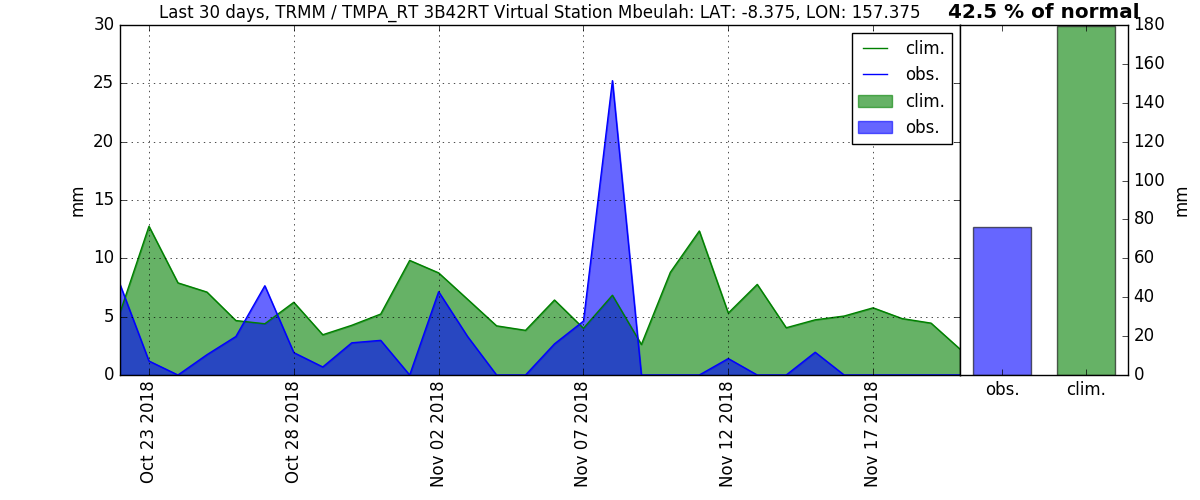 Last 30 days, TRMM / TMPA_RT 3B42RT Virtual Station Mbeulah: LAT: -8.375, LON: 157.375
42.5 % of normal
30
25
20
15
10
5
0
mm
clim.
obs.
clim.
obs.
Oct 23 2018
Oct 28 2018
Nov 02 2018
Nov 07 2018
Nov 12 2018
Nov 17 2018
180
160
140
120
100
80
60
40
20
0
mm
obs.
clim.